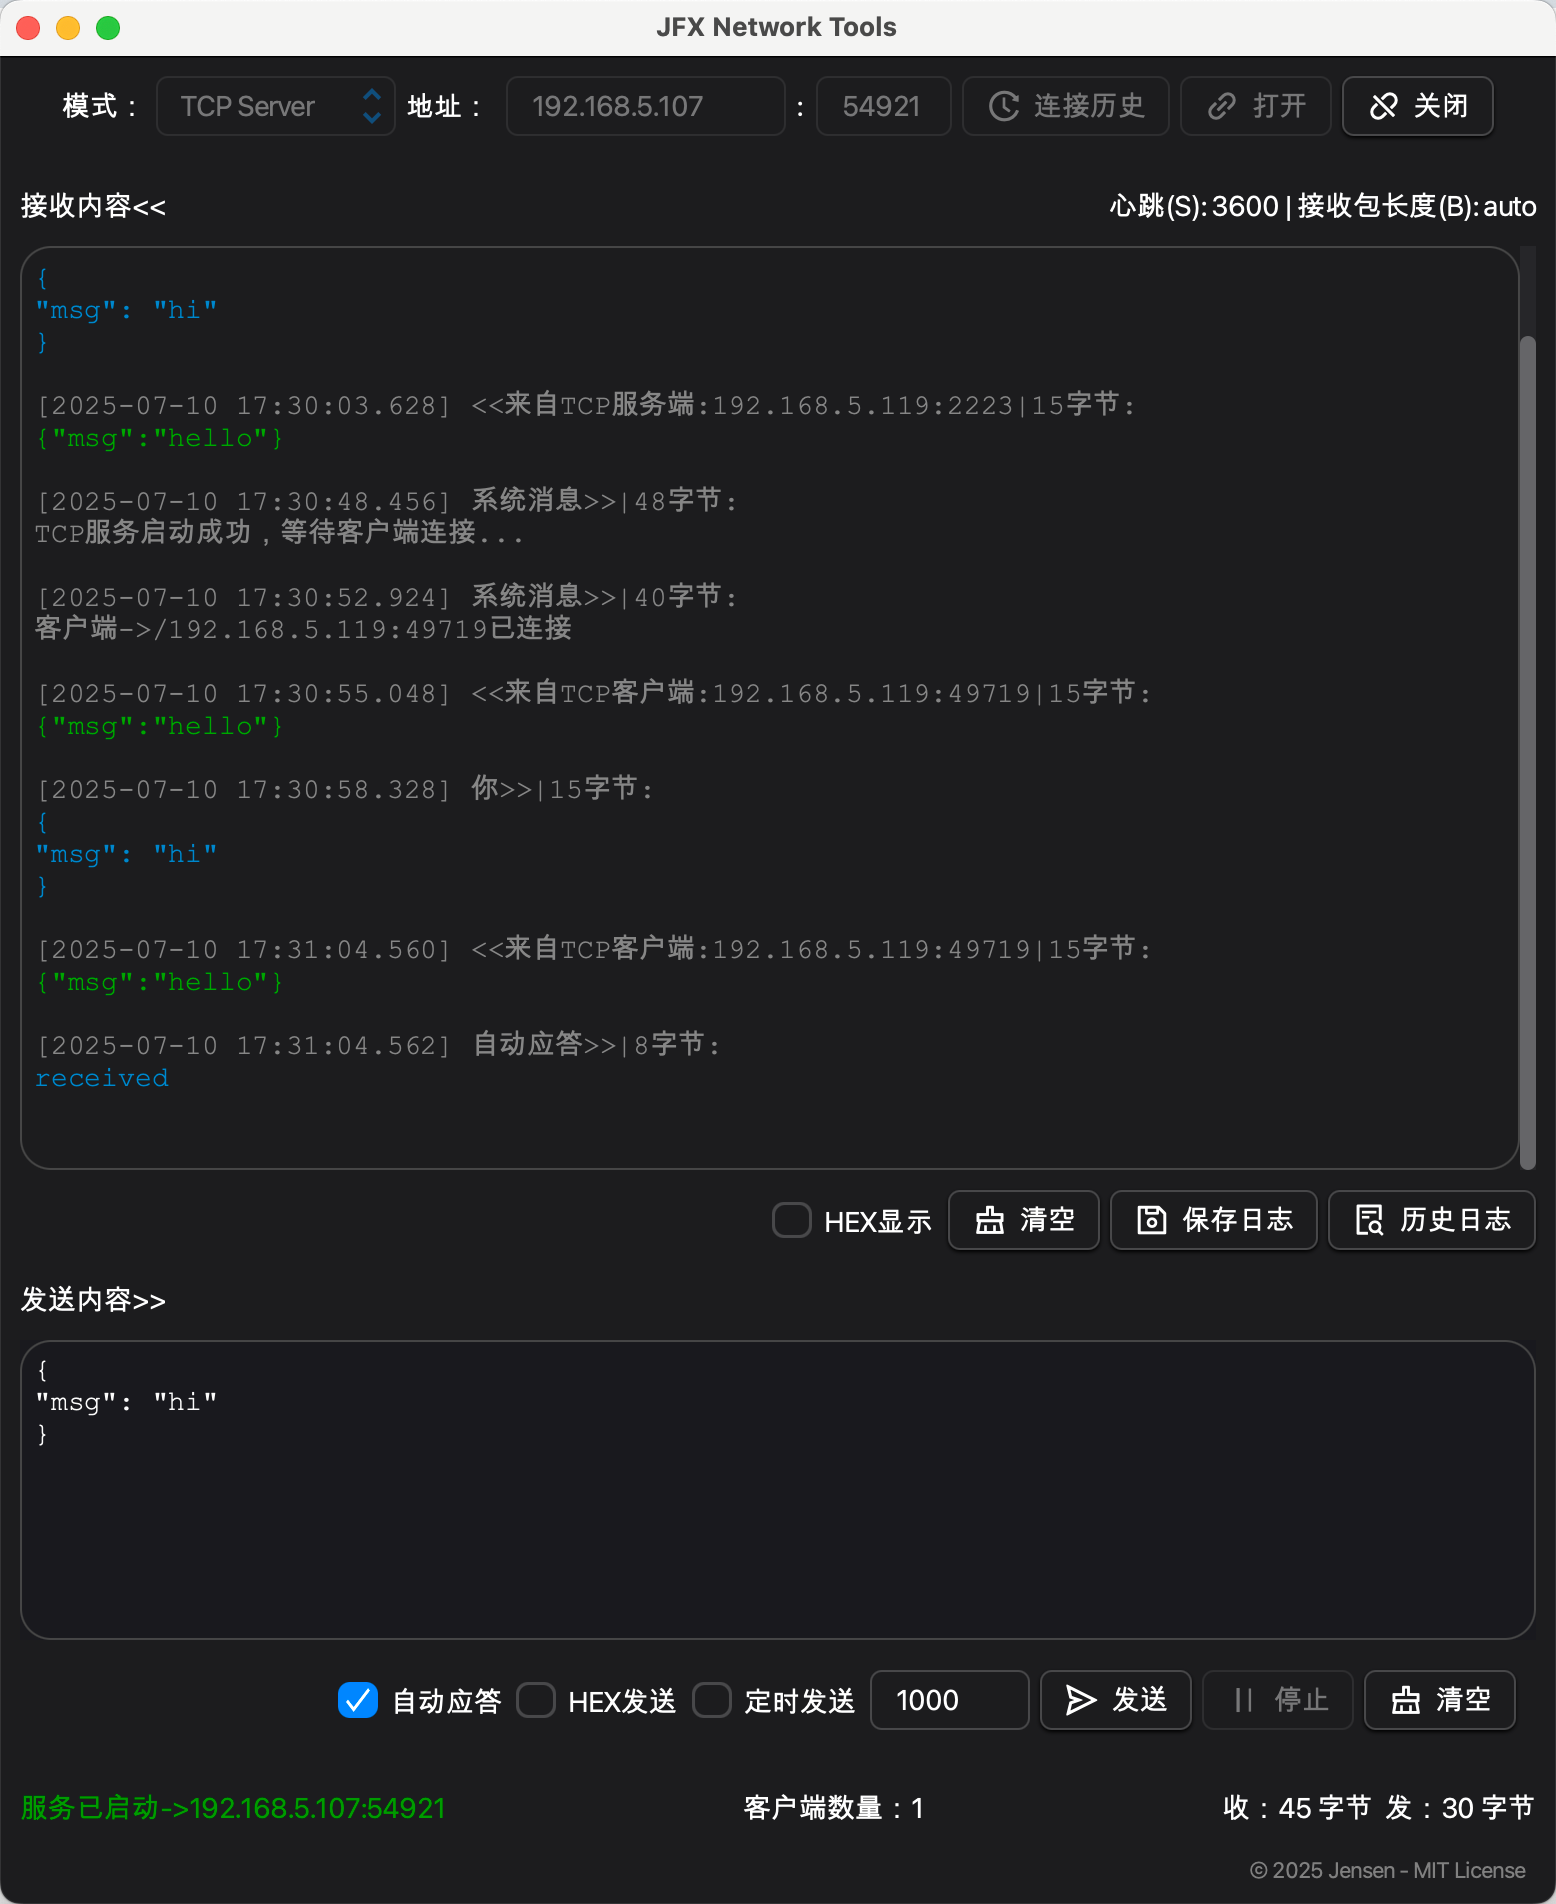 JFX Network Tools
模式： TCP Server 地址： 192.168.5.107 : 54921 连接历史 打开 关闭
接收内容<< 心跳(S): 3600 | 接收包长度(B): auto
{
"msg": "hi"
}
[2025-07-10 17:30:03.628] <<来自TCP服务端:192.168.5.119:2223|15字节:
{"msg":"hello"}
[2025-07-10 17:30:48.456] 系统消息>>|48字节:
TCP服务启动成功，等待客户端连接...
[2025-07-10 17:30:52.924] 系统消息>>|40字节:
客户端->/192.168.5.119:49719已连接
[2025-07-10 17:30:55.048] <<来自TCP客户端:192.168.5.119:49719|15字节:
{"msg":"hello"}
[2025-07-10 17:30:58.328] 你>>|15字节:
{
"msg": "hi"
}
[2025-07-10 17:31:04.560] <<来自TCP客户端:192.168.5.119:49719|15字节:
{"msg":"hello"}
[2025-07-10 17:31:04.562] 自动应答>>|8字节:
received
HEX显示 清空 保存日志 历史日志
发送内容>>
{
"msg": "hi"
}
自动应答 HEX发送 定时发送 1000 发送 停止 清空
服务已启动->192.168.5.107:54921 客户端数量：1 收：45 字节 发：30 字节
© 2025 Jensen - MIT License